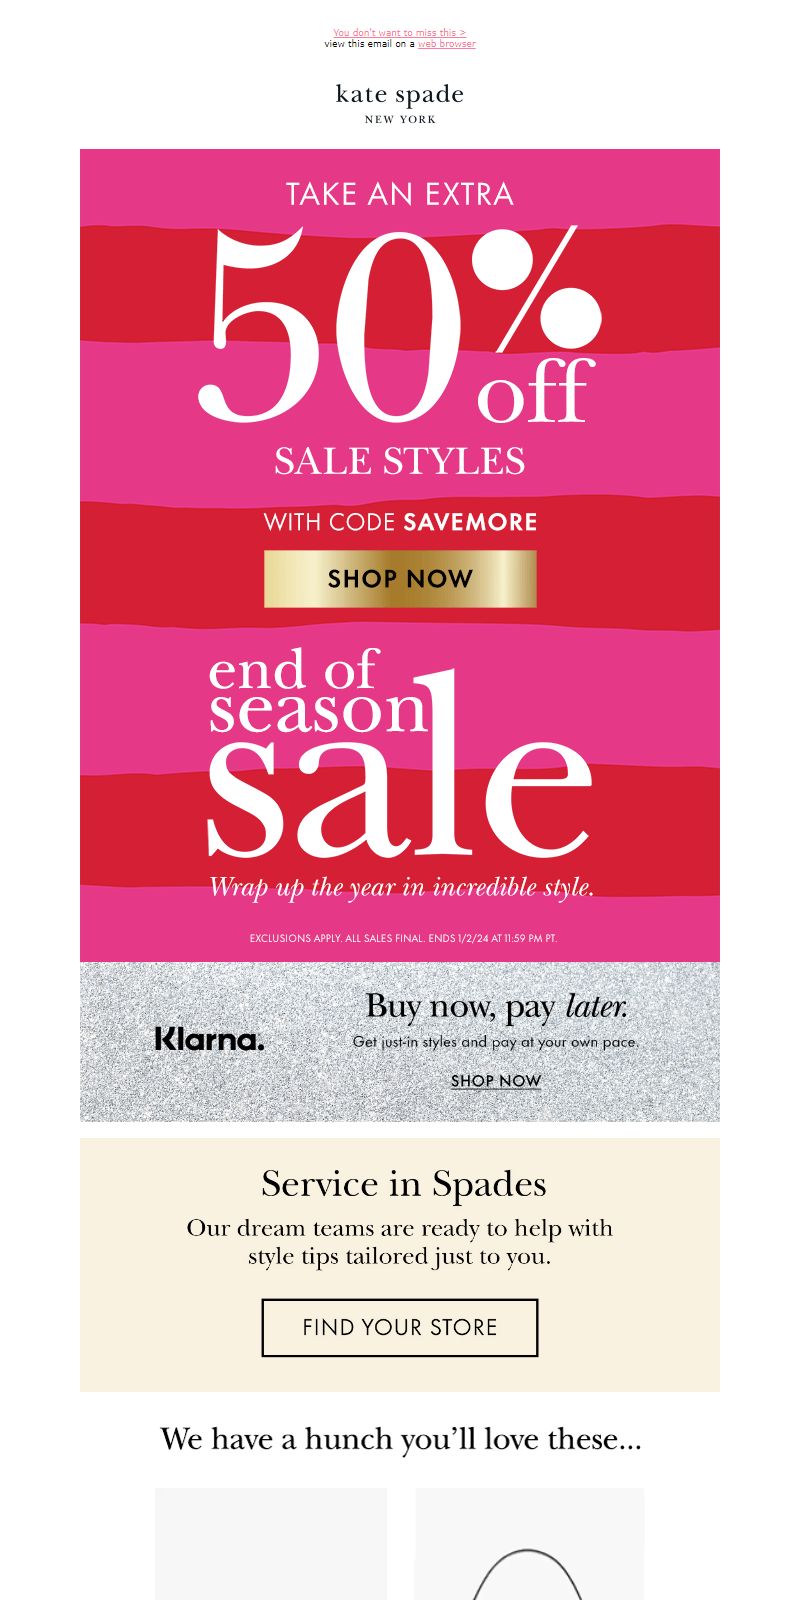 You don't want to miss this >
view this email on a web browser
kate spade
NEW YORK
TAKE AN EXTRA
50% off
SALE STYLES
WITH CODE SAVEMORE
SHOP NOW
end of
season
sale
Wrap up the year in incredible style.
EXCLUSIONS APPLY. ALL SALES FINAL. ENDS 1/2/24 AT 11:59 PM PT.
Klarna.
Buy now, pay later.
Get just-in styles and pay at your own pace.
SHOP NOW
Service in Spades
Our dream teams are ready to help with
style tips tailored just to you.
FIND YOUR STORE
We have a hunch you'll love these...